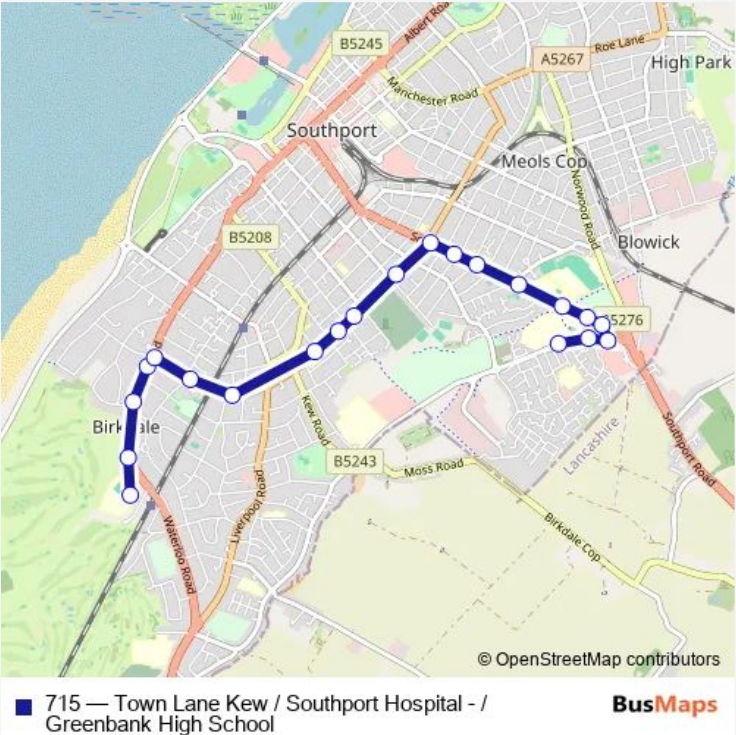 B5245
Albert Roa
Roe Lane
A5267
High Park
Manchester Road
Southport
Meols Cop
Norwood Road
B5208
Blowick
5276
Birkdale
Kew Road
B5243
Moss Road
Lancashire
Southport Road
Liverpool Road
Waterloo Road
Birkdale Cop
© OpenStreetMap contributors
715 — Town Lane Kew / Southport Hospital - /
Greenbank High School
BusMaps